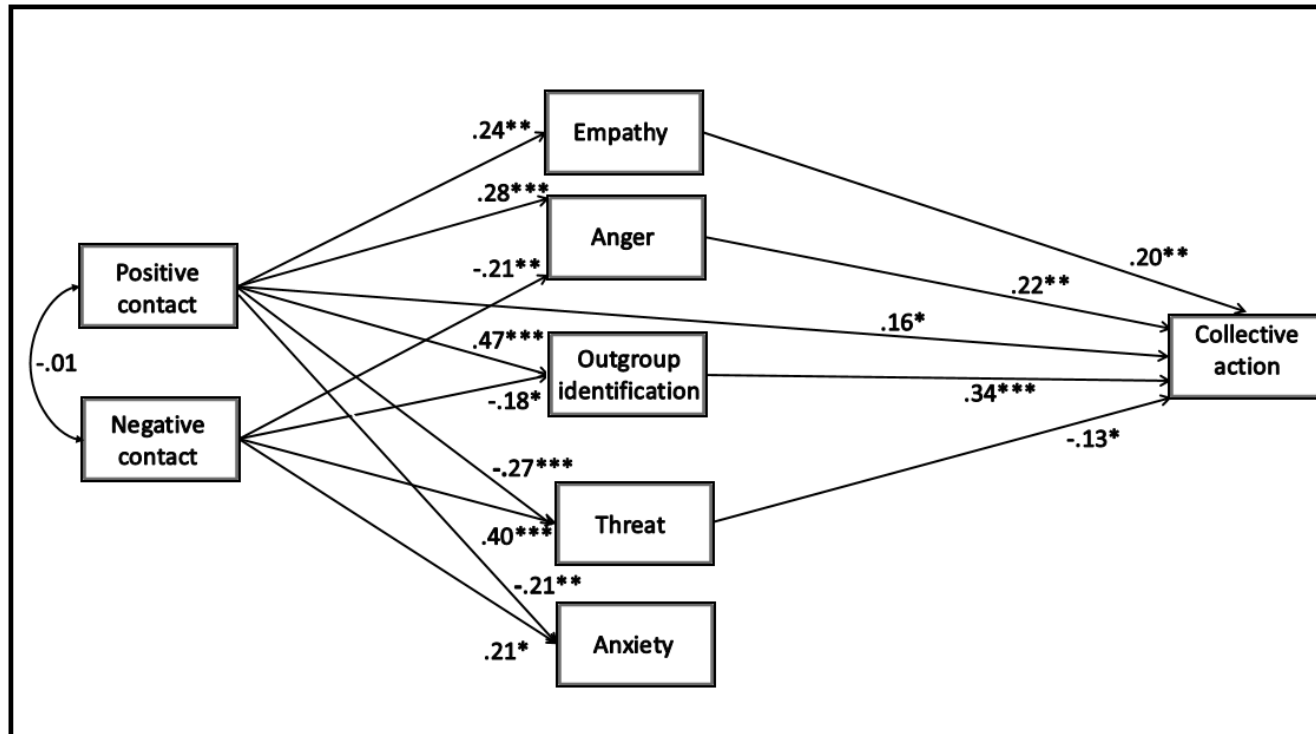 Empathy
.24**
.28***
Anger
-.21**
.20**
Positive
contact
.22**
.16*
Collective
action
.47***
Outgroup
identification
-.01
-.18*
.34***
Negative
contact
-.13*
-.27***
Threat
.40***
-.21**
Anxiety
.21*